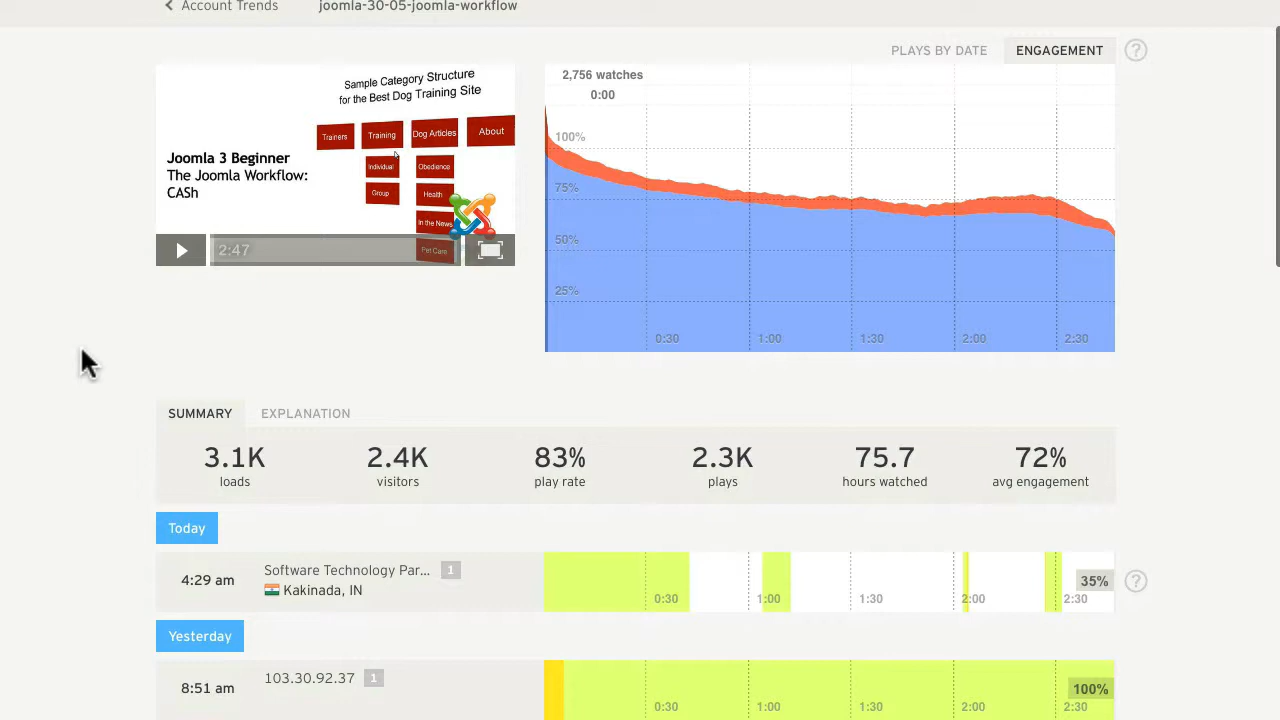 Account Trends joomla-30-05-joomla-workflow
PLAYS BY DATE ENGAGEMENT ?
Sample Category Structure
for the Best Dog Training Site
Trainers Training Dog Articles About
Individual Obedience
Group Health
In the News
Pet Care
Joomla 3 Beginner
The Joomla Workflow:
CASh
2:47
2,756 watches
0:00
100%
75%
50%
25%
0:30 1:00 1:30 2:00 2:30
SUMMARY EXPLANATION
3.1K 2.4K 83% 2.3K 75.7 72%
loads visitors play rate plays hours watched avg engagement
Today
4:29 am
Software Technology Par... 1
Kakinada, IN
0:30 1:00 1:30 2:00 2:30
35% ?
Yesterday
8:51 am
103.30.92.37 1
0:30 1:00 1:30 2:00 2:30
100%